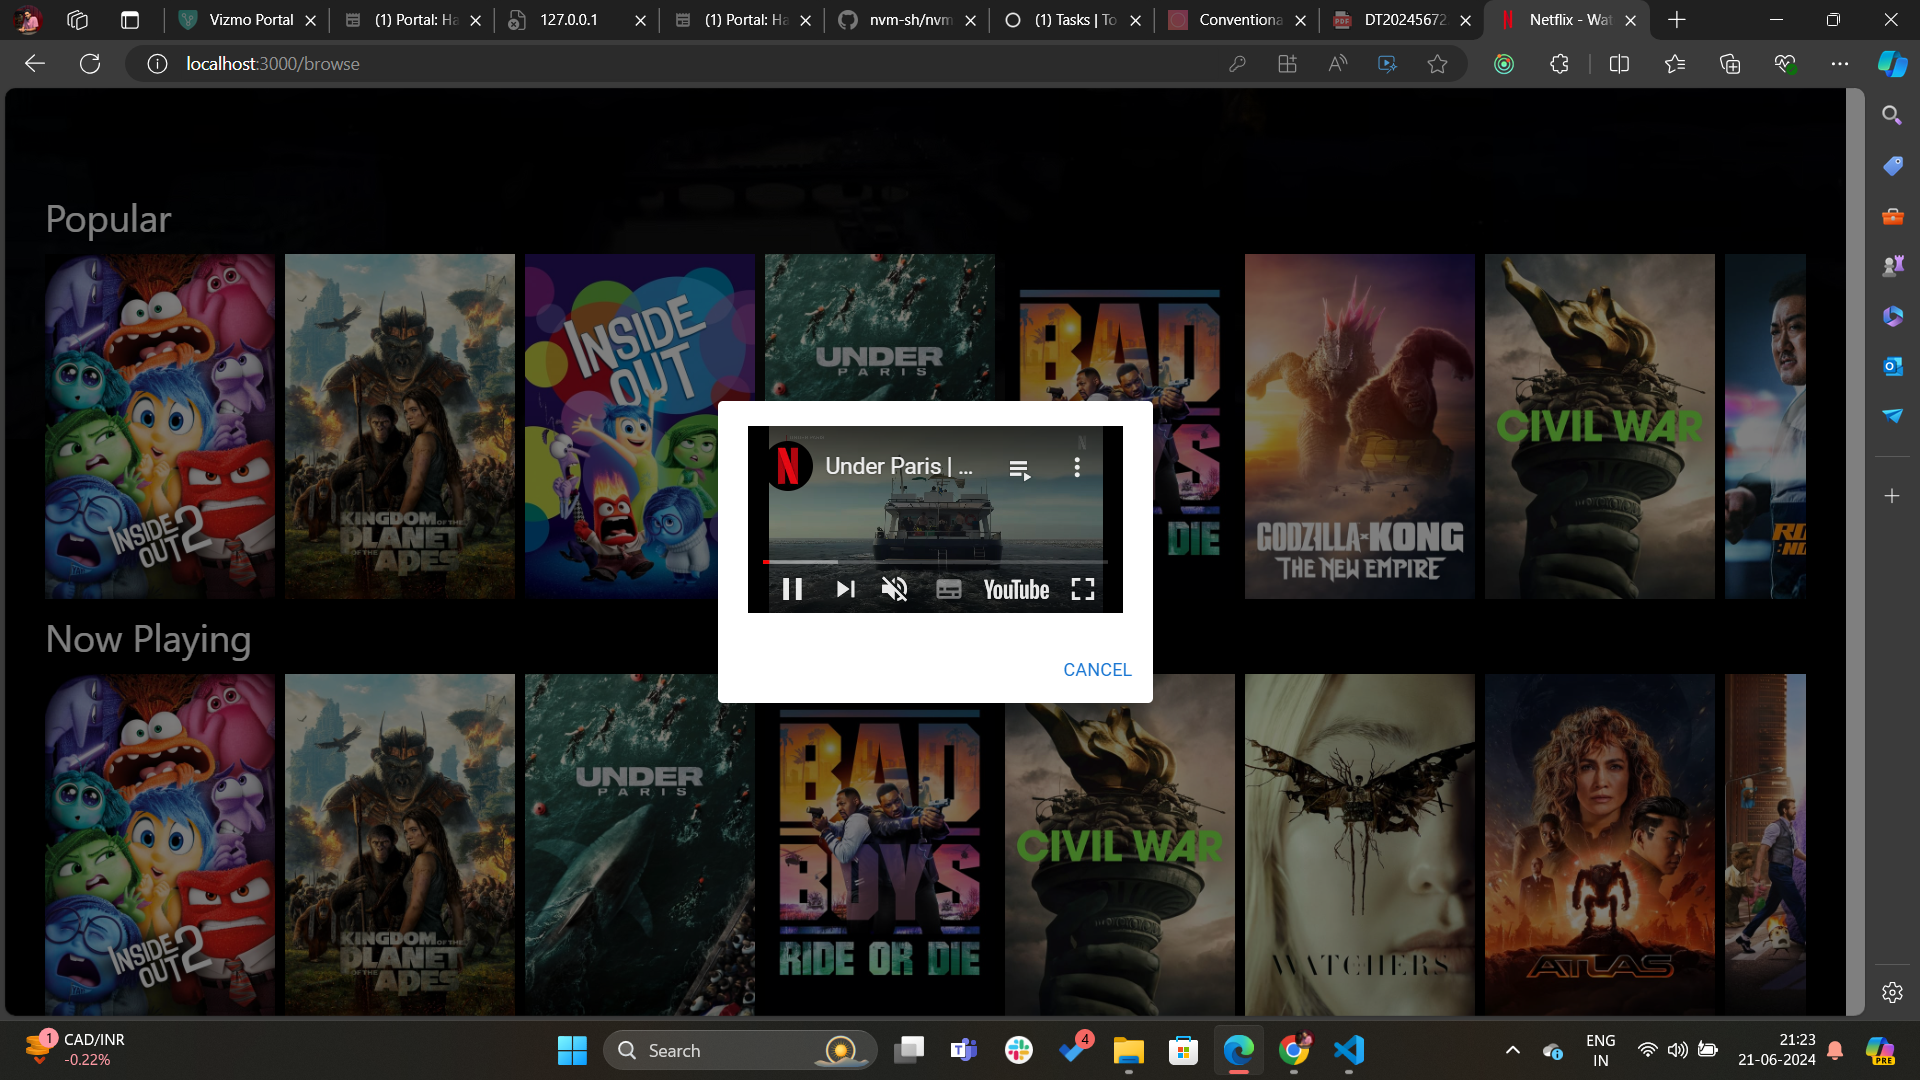 Vizmo Portal
(1) Portal: Ha
127.0.0.1
(1) Portal: Ha
nvm-sh/nvm
(1) Tasks | To
Conventiona
DT20245672
Netflix - Wat
localhost:3000/browse
Popular
INSIDE OUT 2
KINGDOM OF THE
PLANET
OF THE APES
INSIDE
OUT
UNDER
PARIS
BAD
DIE
GODZILLA x KONG
THE NEW EMPIRE
CIVIL WAR
Under Paris | ...
YouTube
CANCEL
Now Playing
INSIDE OUT 2
KINGDOM OF THE
PLANET
OF THE APES
UNDER
PARIS
BAD
BOYS
RIDE OR DIE
CIVIL WAR
WATCHERS
ATLAS
1
CAD/INR
-0.22%
Search
4
ENG
IN
21:23
21-06-2024
PRE